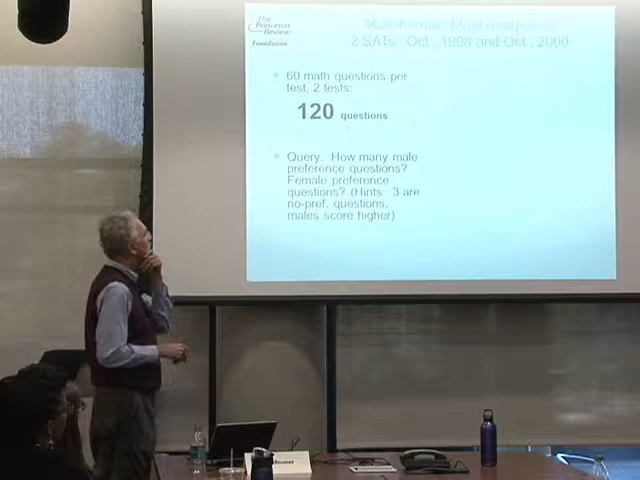 The
Princeton
Review
Foundation
Male-Female Math Analysis of
2 SATs: Oct., 1998 and Oct., 2000
60 math questions per
test, 2 tests:
120 questions
Query. How many male
preference questions?
Female preference
questions? (Hints: 3 are
no-pref. questions,
males score higher)
Rosner